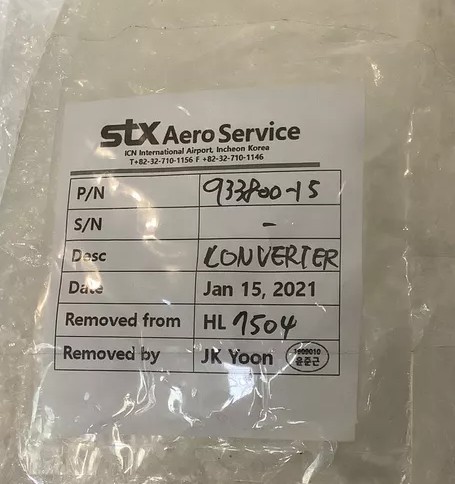 stx Aero Service
ICN International Airport, Incheon Korea
T+82-32-710-1156 F +82-32-710-1146
P/N 933800-15
S/N -
Desc CONVERTER
Date Jan 15, 2021
Removed from HL 7504
Removed by JK Yoon 1900010
윤준근